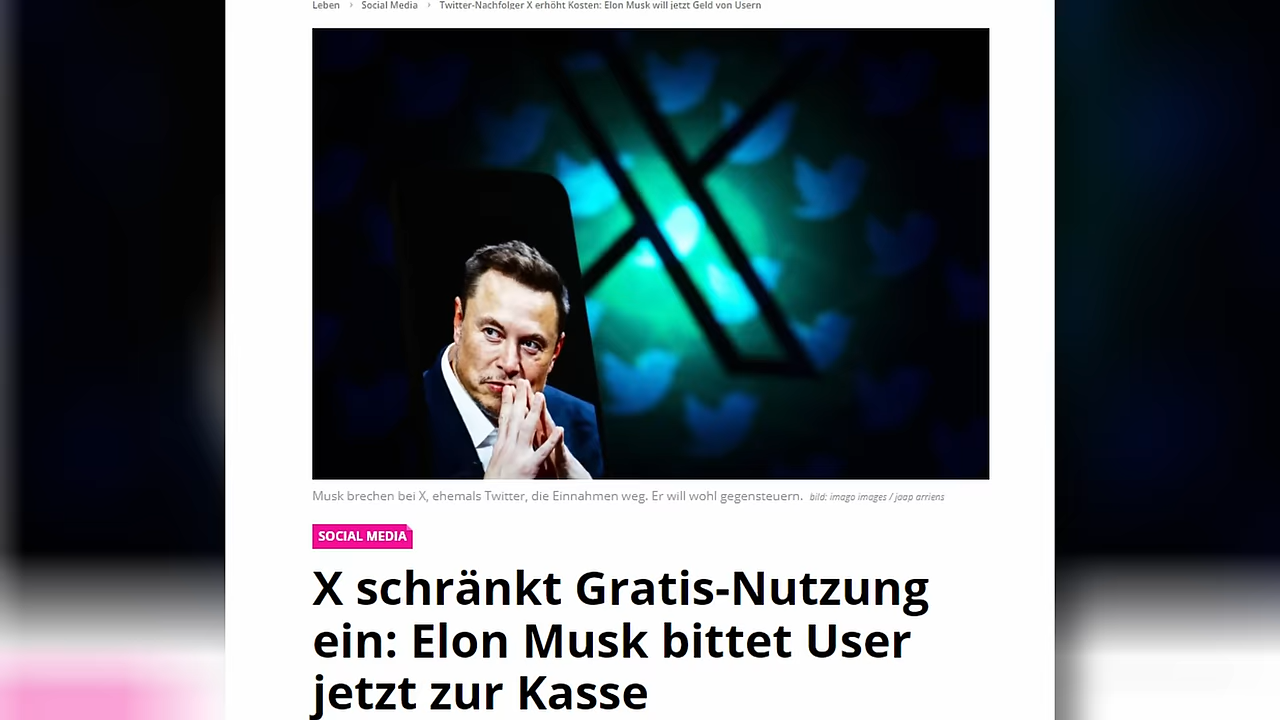 Leben › Social Media › Twitter-Nachfolger X erhöht Kosten: Elon Musk will jetzt Geld von Usern
Musk brechen bei X, ehemals Twitter, die Einnahmen weg. Er will wohl gegensteuern. bild: imago images / jaap arriens
SOCIAL MEDIA
X schränkt Gratis-Nutzung
ein: Elon Musk bittet User
jetzt zur Kasse